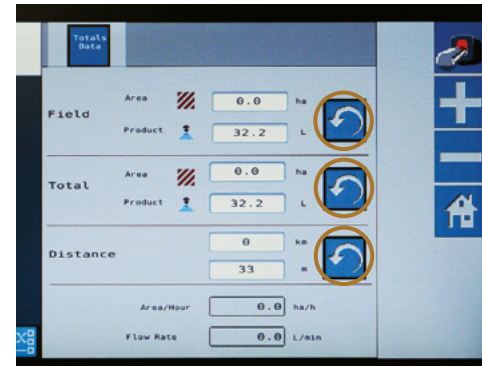 Totals
Data
Area 0.0 ha
Field
Product 32.2 L
Area 0.0 ha
Total
Product 32.2 L
0 km
Distance
33 m
Area/Hour 0.0 ha/h
Flow Rate 0.0 L/min